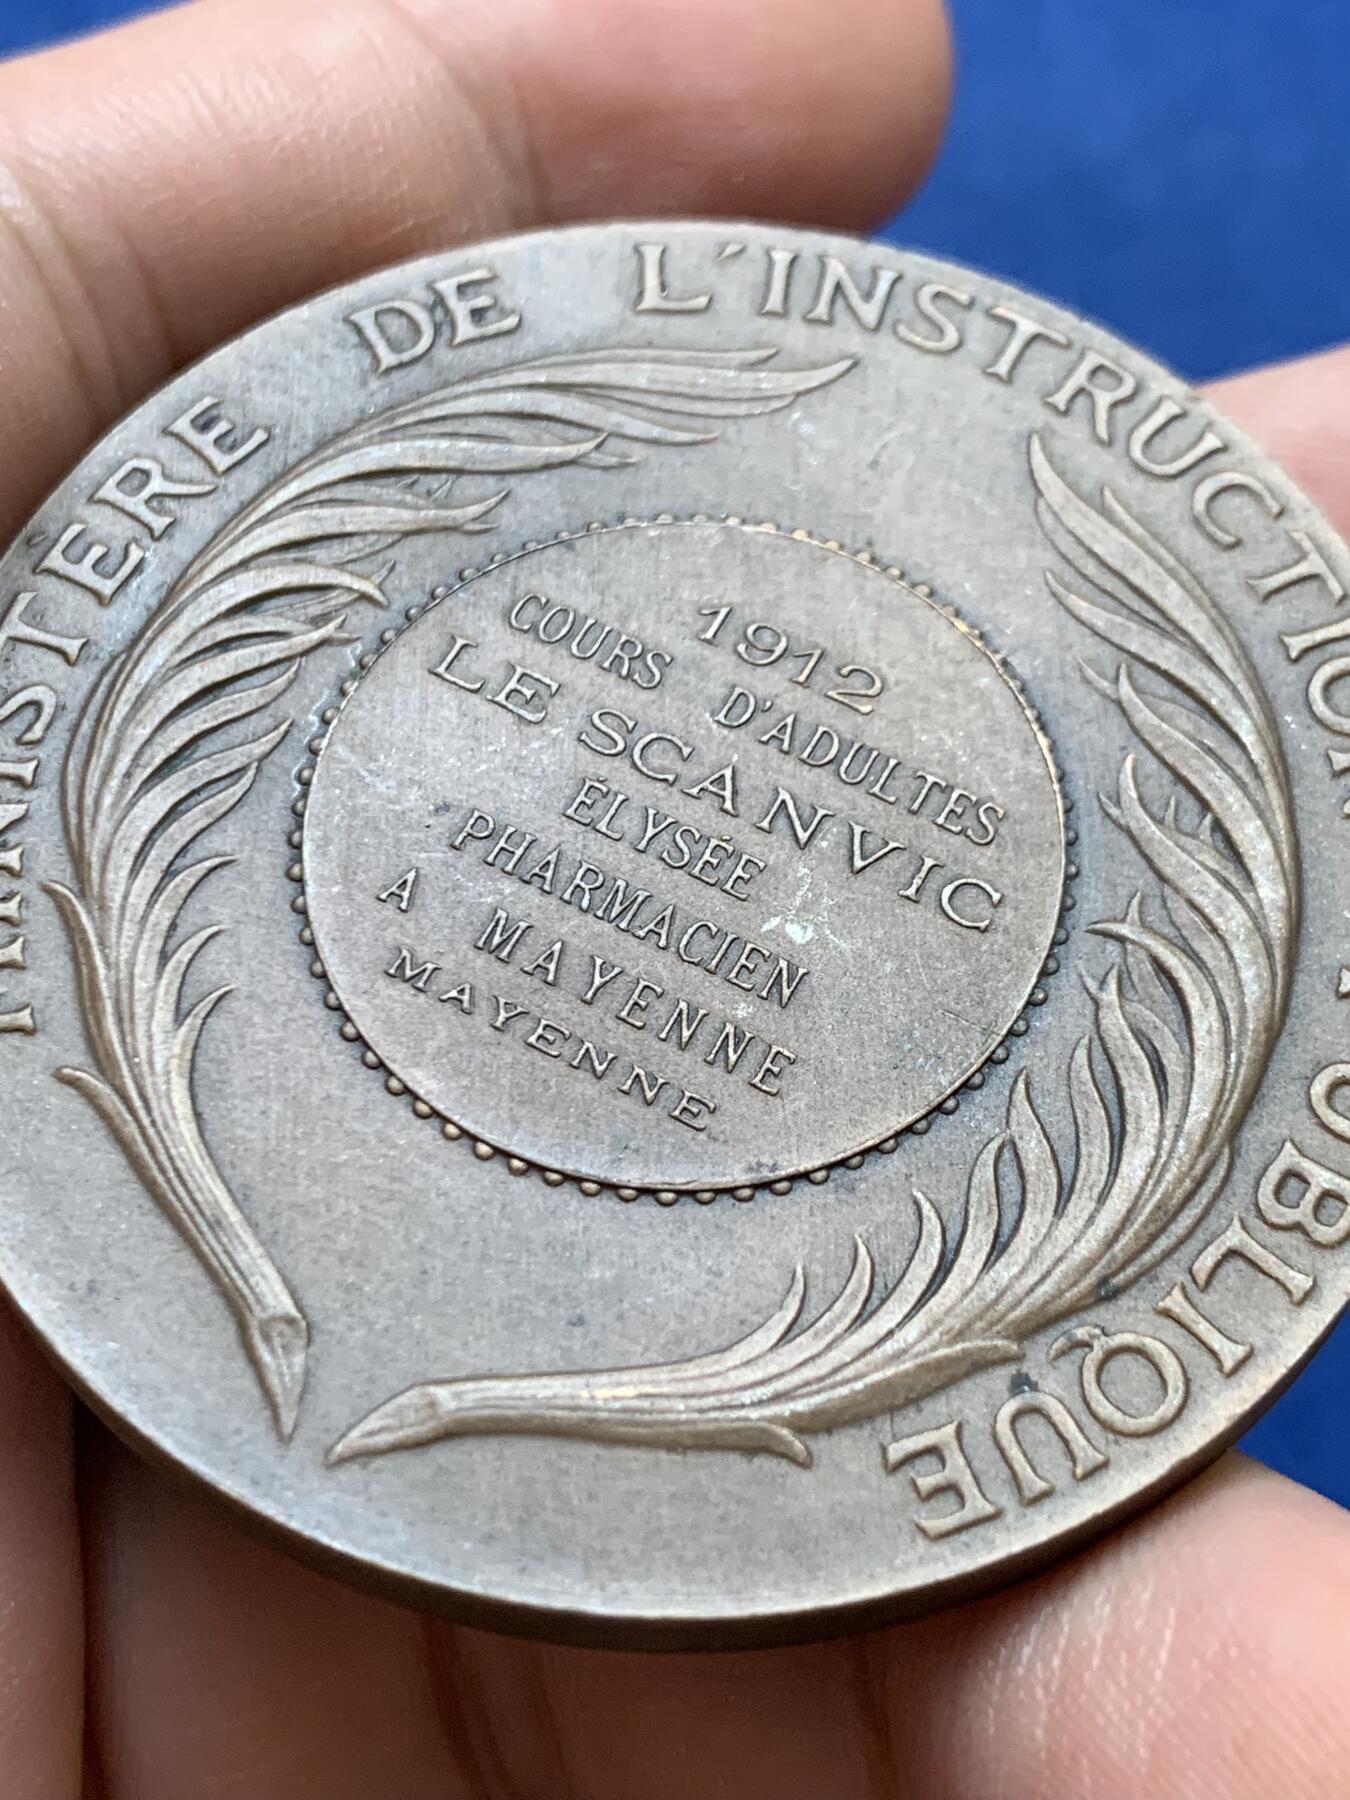 MINISTÈRE DE L'INSTRUCTION PUBLIQUE
1912
COURS D'ADULTES
LE SCANVIC
ÉLYSÉE
PHARMACIEN
A MAYENNE
MAYENNE